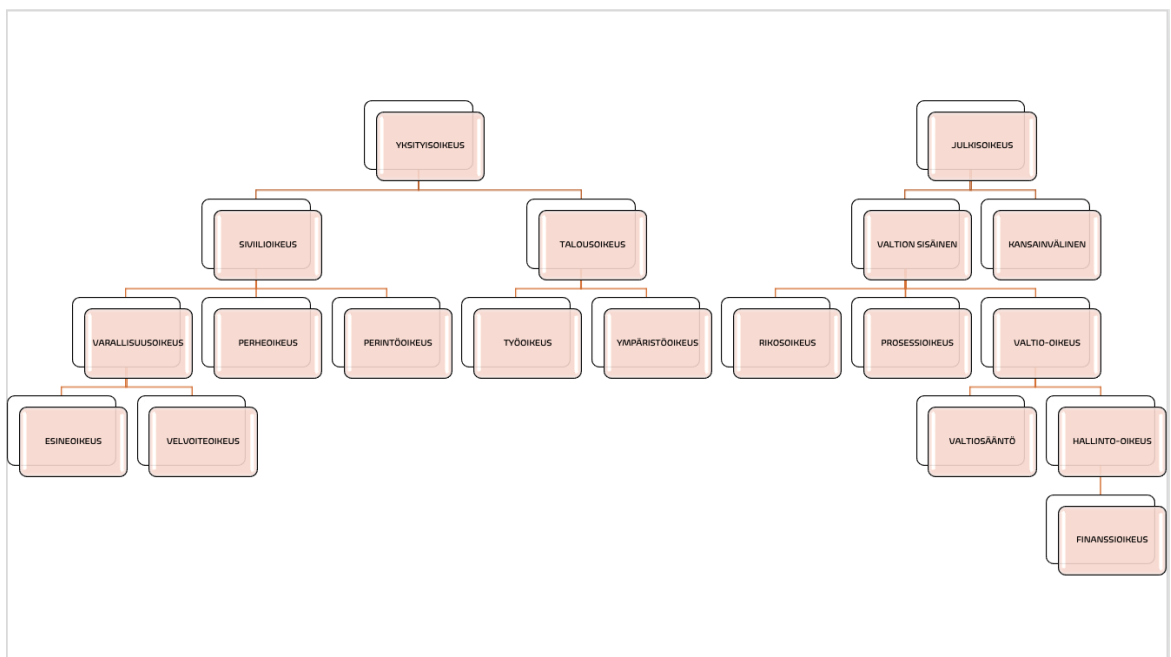 YKSITYISOIKEUS
JULKISOIKEUS
SIVIILIOIKEUS
TALOUSOIKEUS
VALTION SISÄINEN
KANSAINVÄLINEN
VARALLISUUSOIKEUS
PERHEOIKEUS
PERINTÖOIKEUS
TYÖOIKEUS
YMPÄRISTÖOIKEUS
RIKOSOIKEUS
PROSESSIOIKEUS
VALTIO-OIKEUS
ESINEOIKEUS
VELVOITEOIKEUS
VALTIOSÄÄNTÖ
HALLINTO-OIKEUS
FINANSSIOIKEUS